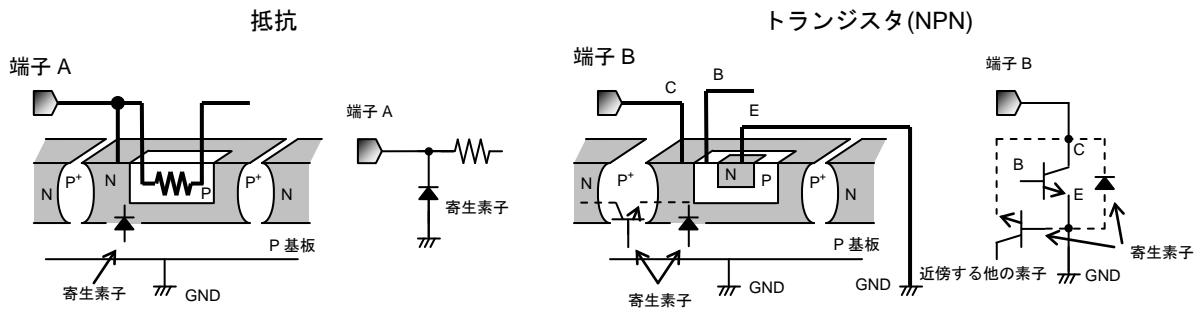 抵抗
トランジスタ(NPN)
端子 A
端子 A
N
P+
N
P
P+
N
寄生素子
P 基板
寄生素子
GND
端子 B
C
B
E
N
P+
N
P
P+
N
P 基板
寄生素子
GND
GND
端子 B
C
B
E
近傍する他の素子
GND
寄生素子